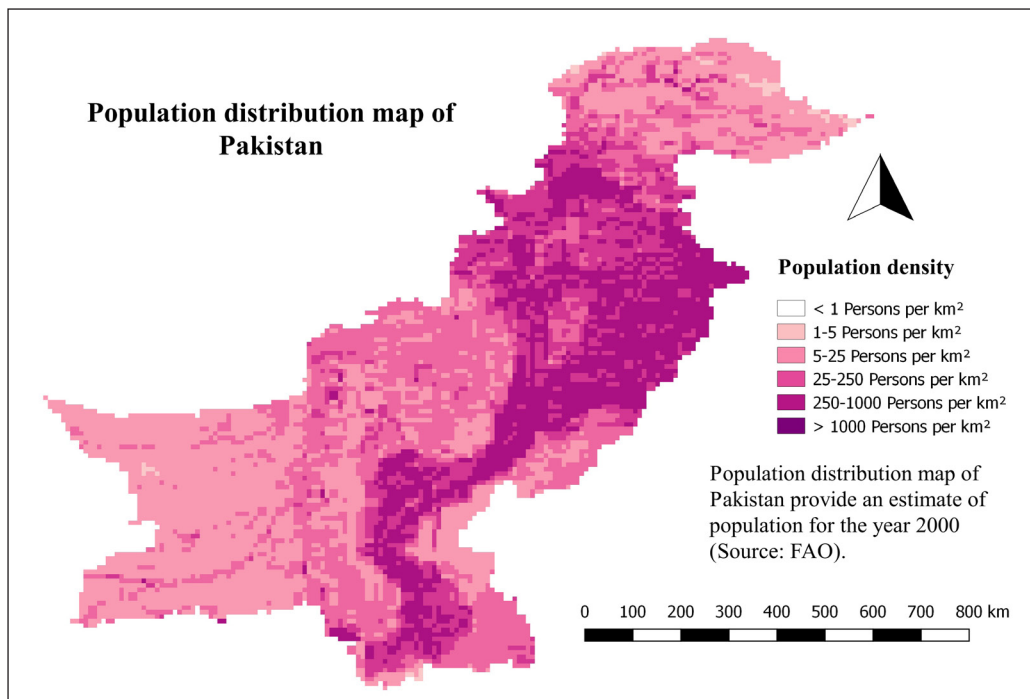 Population distribution map of
Pakistan
Population density
< 1 Persons per km²
1-5 Persons per km²
5-25 Persons per km²
25-250 Persons per km²
250-1000 Persons per km²
> 1000 Persons per km²
Population distribution map of
Pakistan provide an estimate of
population for the year 2000
(Source: FAO).
0 100 200 300 400 500 600 700 800 km